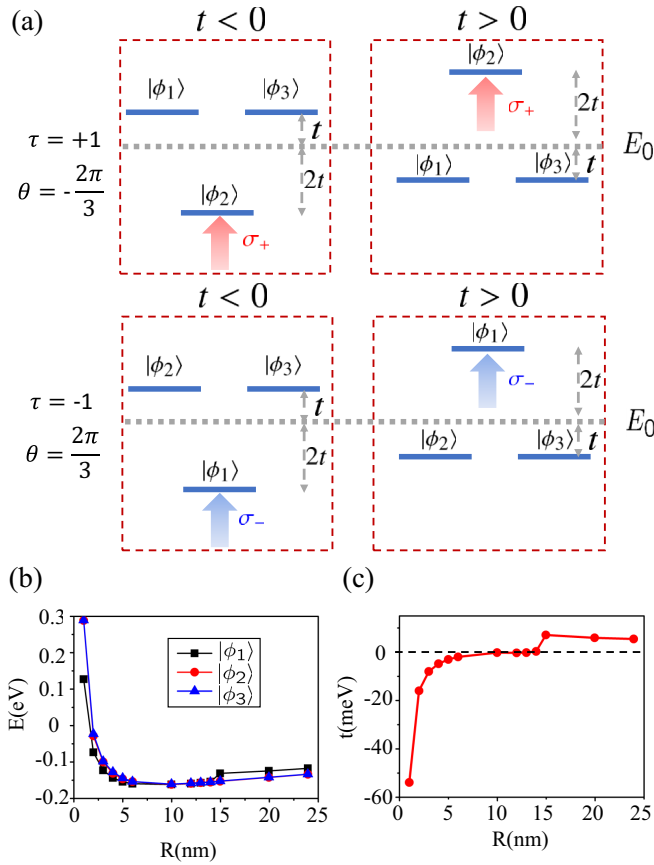 (a)
t < 0
t > 0
|ϕ₂⟩
|ϕ₁⟩
|ϕ₃⟩
σ₊
2t
t
τ = +1
E₀
t
2t
|ϕ₁⟩
|ϕ₃⟩
θ = -2π/3
|ϕ₂⟩
σ₊
t < 0
t > 0
|ϕ₁⟩
|ϕ₂⟩
|ϕ₃⟩
σ₋
2t
τ = -1
t
E₀
t
θ = 2π/3
2t
|ϕ₂⟩
|ϕ₃⟩
|ϕ₁⟩
σ₋
(b)
0.3
0.2
0.1
0
-0.1
-0.2
E(eV)
|ϕ₁⟩
|ϕ₂⟩
|ϕ₃⟩
0 5 10 15 20 25
R(nm)
(c)
20
0
-20
-40
-60
t(meV)
0 5 10 15 20 25
R(nm)